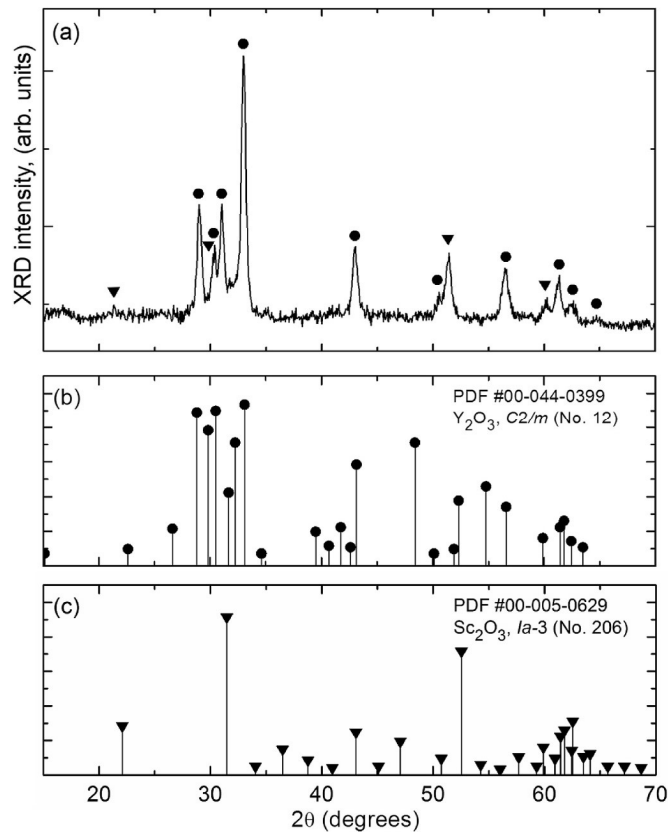 (a)
XRD intensity, (arb. units)
(b)
PDF #00-044-0399
Y₂O₃, C2/m (No. 12)
(c)
PDF #00-005-0629
Sc₂O₃, Ia-3 (No. 206)
20 30 40 50 60 70
2θ (degrees)